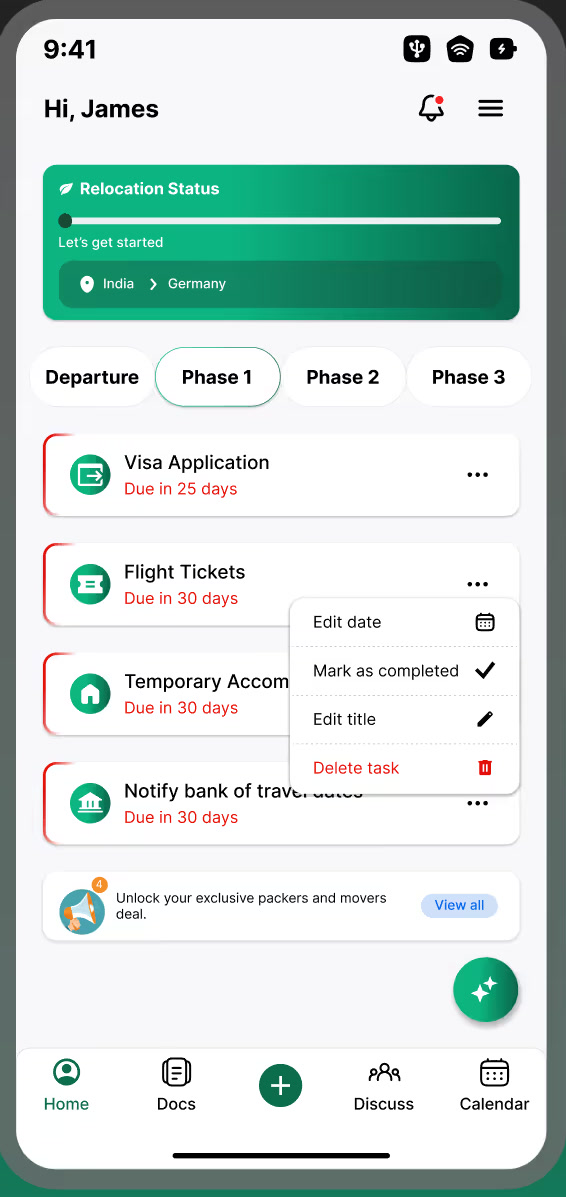 9:41
Hi, James
Relocation Status
Let's get started
India
Germany
Departure
Phase 1
Phase 2
Phase 3
Visa Application
Due in 25 days
Flight Tickets
Due in 30 days
Edit date
Mark as completed
Edit title
Delete task
Temporary Accom
Due in 30 days
Notify bank of travel dates
Due in 30 days
4
Unlock your exclusive packers and movers
deal.
View all
Home
Docs
Discuss
Calendar